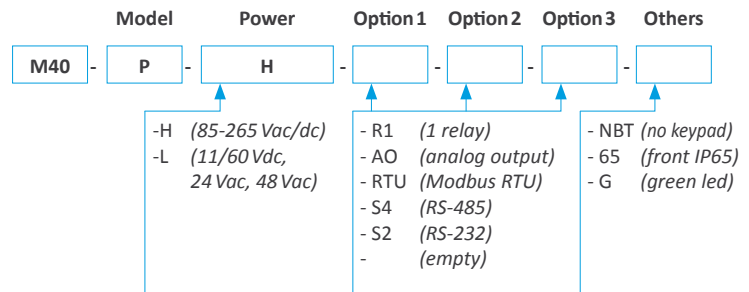 Model Power Option 1 Option 2 Option 3 Others
M40 - P - H - - - -
-H (85-265 Vac/dc) - R1 (1 relay) - NBT (no keypad)
-L (11/60 Vdc, - AO (analog output) - 65 (front IP65)
24 Vac, 48 Vac) - RTU (Modbus RTU) - G (green led)
- S4 (RS-485)
- S2 (RS-232)
- (empty)